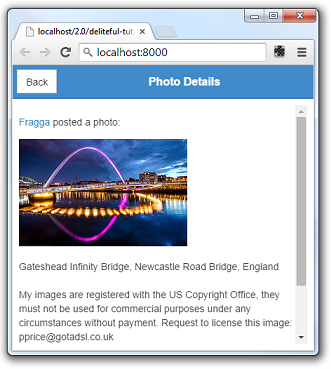 localhost/2.0/deliteful-tut
localhost:8000
Back
Photo Details
Fragga posted a photo:
Gateshead Infinity Bridge, Newcastle Road Bridge, England
My images are registered with the US Copyright Office, they
must not be used for commercial purposes under any
circumstances without payment. Request to license this image:
pprice@gotadsl.co.uk